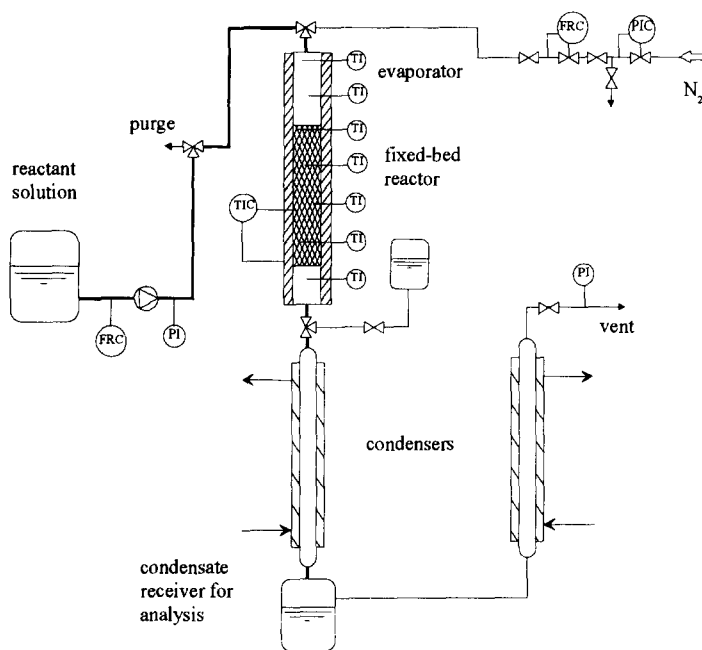 FRC
PIC
TI
evaporator
TI
N2
purge
TI
fixed-bed
reactor
TI
reactant
solution
TIC
TI
TI
PI
TI
vent
FRC
PI
condensers
condensate
receiver for
analysis